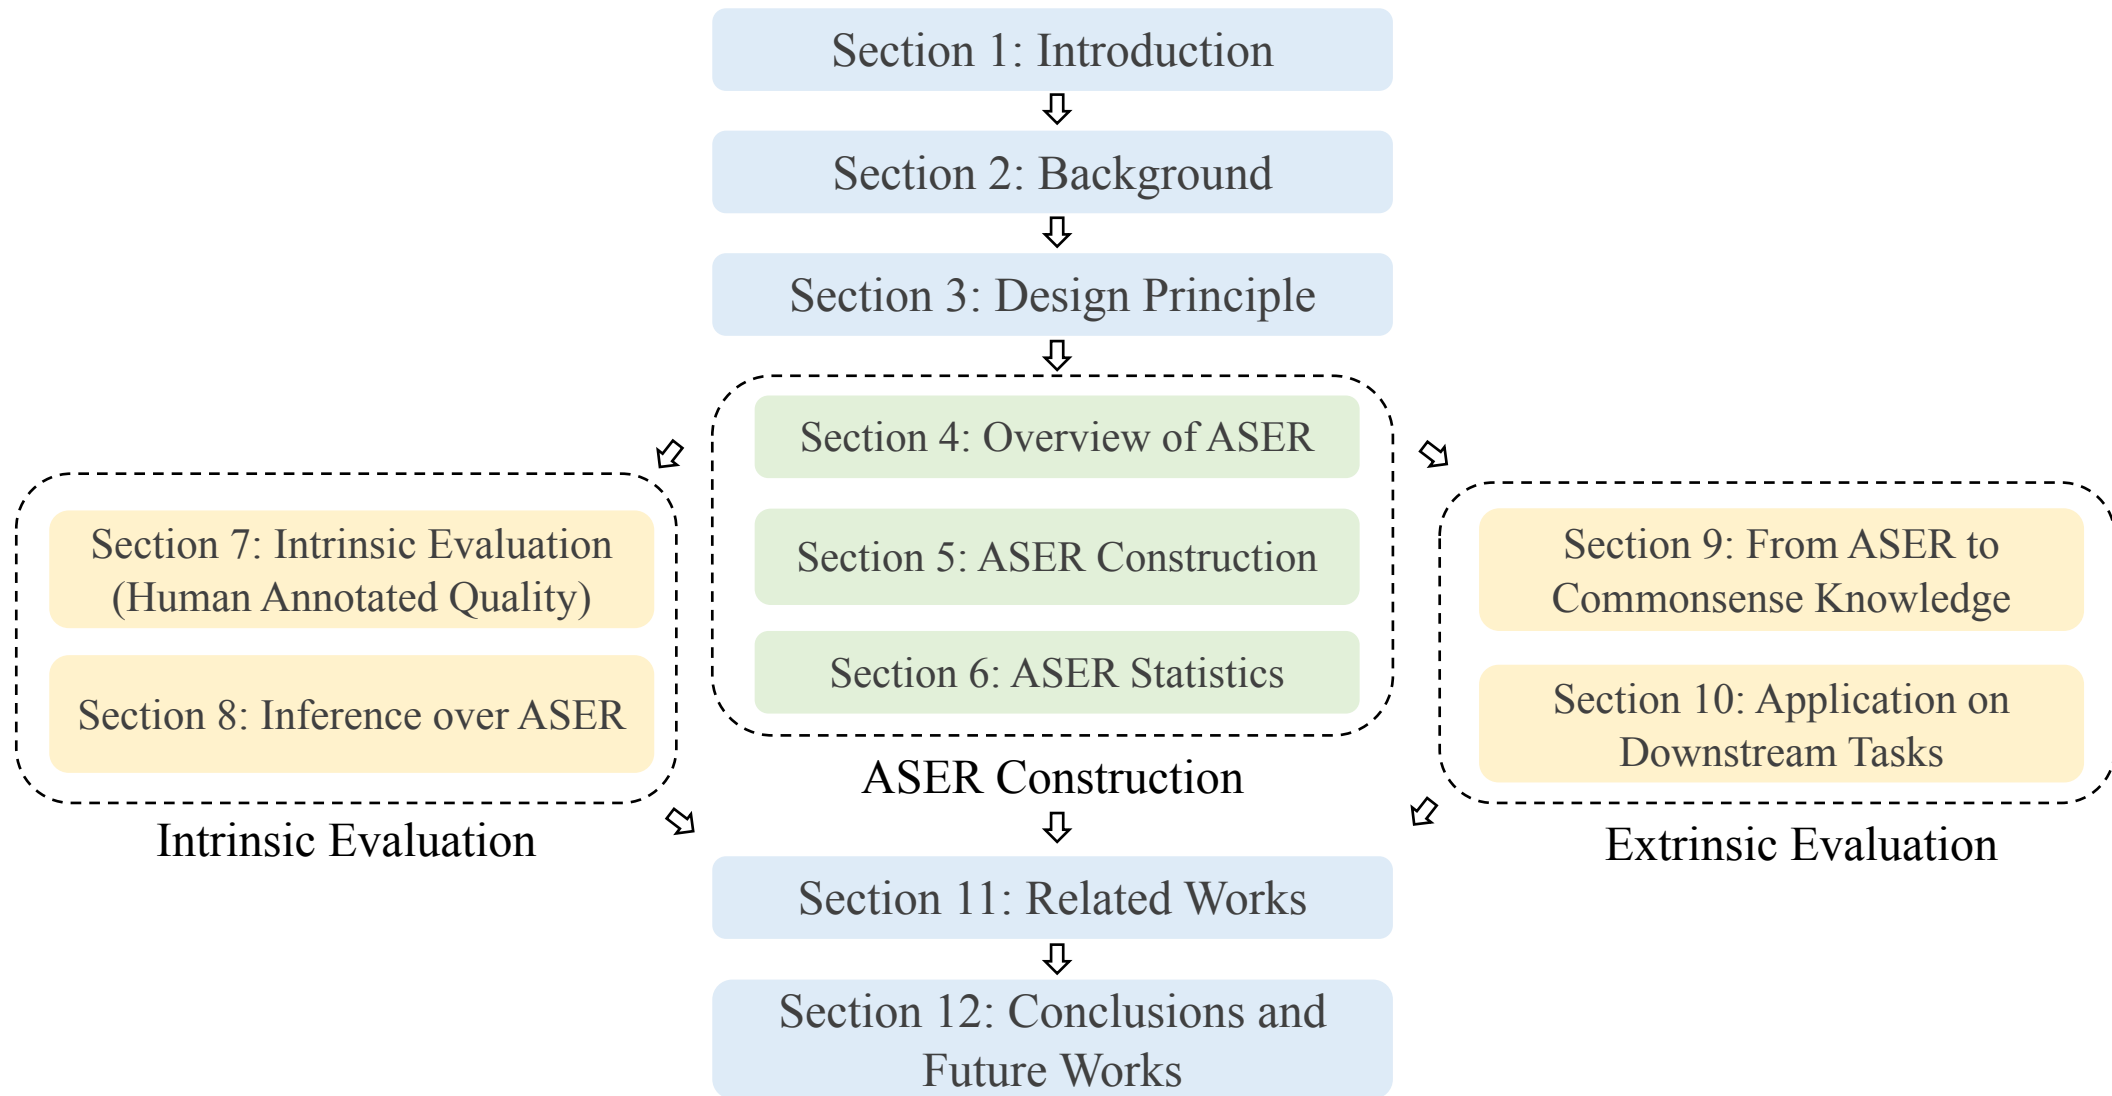 Section 1: Introduction
Section 2: Background
Section 3: Design Principle
Section 4: Overview of ASER
Section 5: ASER Construction
Section 6: ASER Statistics
ASER Construction
Section 7: Intrinsic Evaluation
(Human Annotated Quality)
Section 8: Inference over ASER
Intrinsic Evaluation
Section 9: From ASER to
Commonsense Knowledge
Section 10: Application on
Downstream Tasks
Extrinsic Evaluation
Section 11: Related Works
Section 12: Conclusions and
Future Works